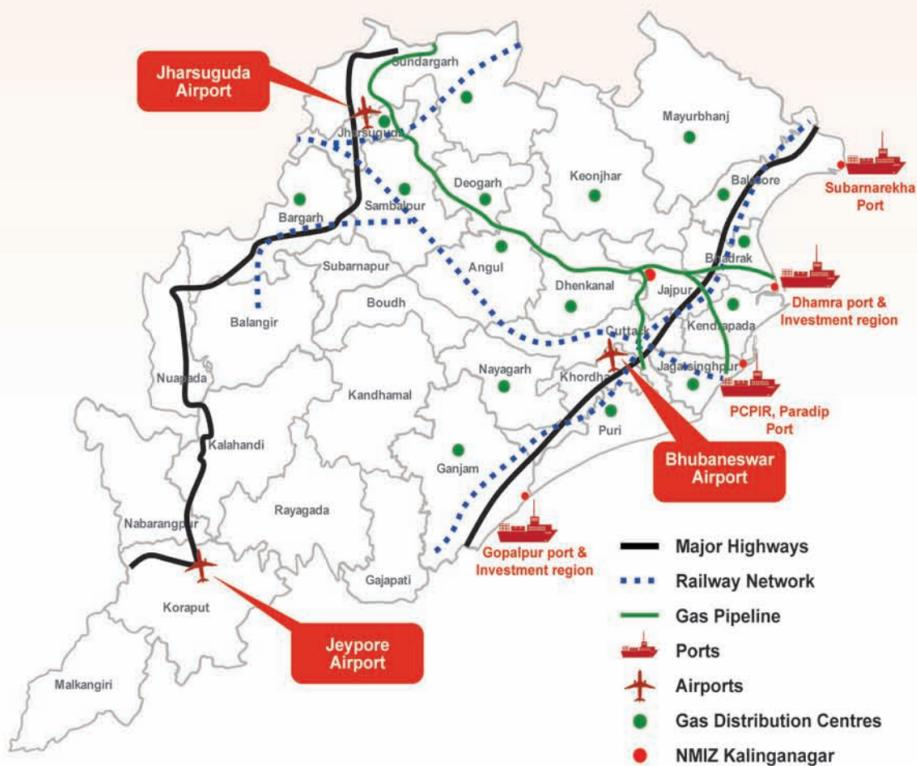 Jharsuguda
Airport
Sundargarh
Jharsuguda
Mayurbhanj
Subarnarekha
Port
Deogarh
Keonjhar
Balasore
Bargarh
Sambalpur
Bhadrak
Subarnapur
Angul
Dhenkanal
Jajpur
Dhamra port &
Investment region
Boudh
Balangir
Cuttack
Kendrapada
Nuapada
Nayagarh
Khordha
Jagatsinghpur
Kandhamal
PCPIR, Paradip
Port
Puri
Kalahandi
Ganjam
Bhubaneswar
Airport
Rayagada
Nabarangpur
Gopalpur port &
Investment region
Gajapati
Koraput
Jeypore
Airport
Malkangiri
Major Highways
Railway Network
Gas Pipeline
Ports
Airports
Gas Distribution Centres
NMIZ Kalinganagar